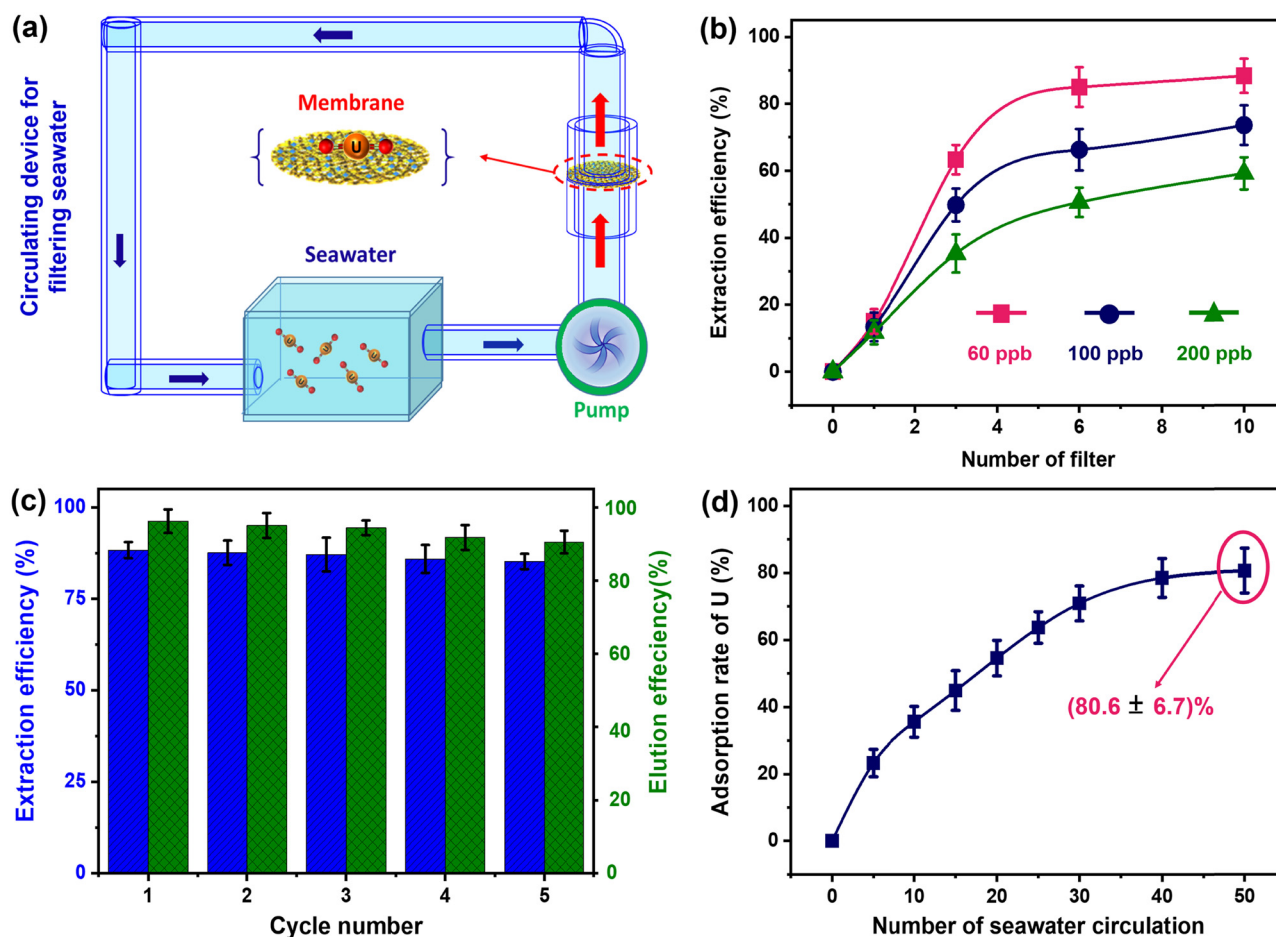 (a)
Circulating device for
filtering seawater
Membrane
U
Seawater
U
U
U
U
U
Pump
(b)
Extraction efficiency (%)
100
80
60
40
20
0
60 ppb
100 ppb
200 ppb
0
2
4
6
8
10
Number of filter
(c)
Extraction efficiency (%)
100
75
50
25
0
100
80
60
40
20
0
Elution effeciency(%)
1
2
3
4
5
Cycle number
(d)
Adsorption rate of U (%)
100
80
60
40
20
0
(80.6 ± 6.7)%
0
10
20
30
40
50
Number of seawater circulation